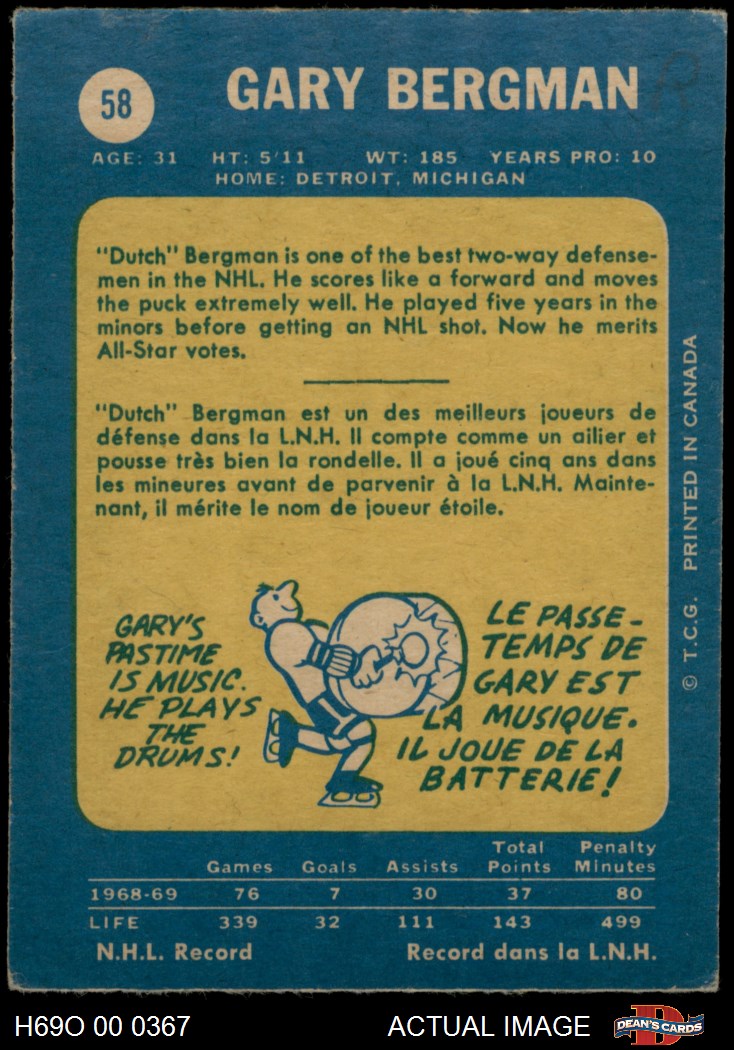 58
GARY BERGMAN
AGE: 31 HT: 5'11 WT: 185 YEARS PRO: 10
HOME: DETROIT, MICHIGAN
"Dutch" Bergman is one of the best two-way defense-
men in the NHL. He scores like a forward and moves
the puck extremely well. He played five years in the
minors before getting an NHL shot. Now he merits
All-Star votes.
"Dutch" Bergman est un des meilleurs joueurs de
défense dans la L.N.H. Il compte comme un ailier et
pousse très bien la rondelle. Il a joué cinq ans dans
les mineures avant de parvenir à la L.N.H. Mainte-
nant, il mérite le nom de joueur étoile.
GARY'S
PASTIME
IS MUSIC.
HE PLAYS
THE
DRUMS!
LE PASSE-
TEMPS DE
GARY EST
LA MUSIQUE.
IL JOUE DE LA
BATTERIE!
© T.C.G. PRINTED IN CANADA
Games Goals Assists Total Points Penalty Minutes
1968-69 76 7 30 37 80
LIFE 339 32 111 143 499
N.H.L. Record Record dans la L.N.H.
H69O 00 0367 ACTUAL IMAGE D DEAN'S CARDS